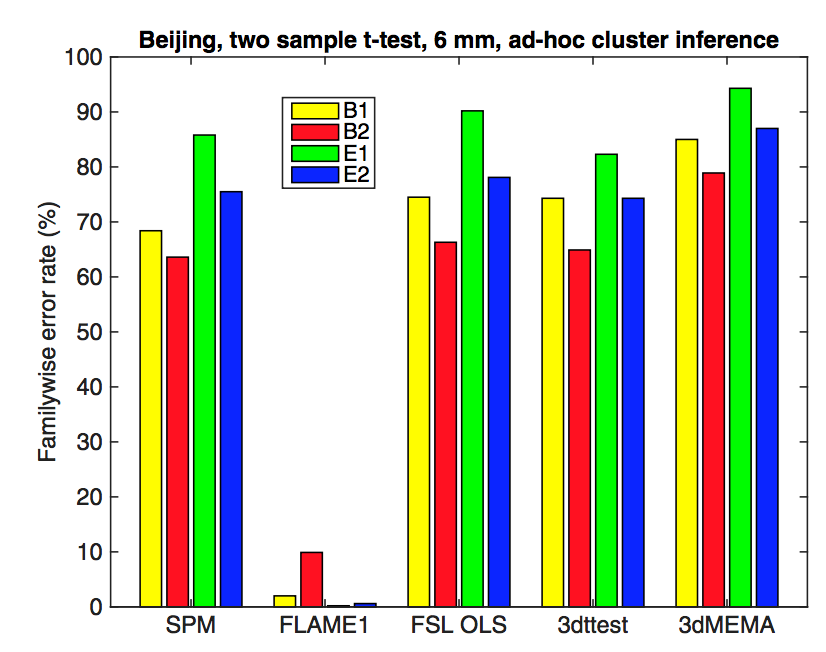 Beijing, two sample t-test, 6 mm, ad-hoc cluster inference
Familywise error rate (%)
100
90
80
70
60
50
40
30
20
10
0
B1
B2
E1
E2
SPM FLAME1 FSL OLS 3dttest 3dMEMA